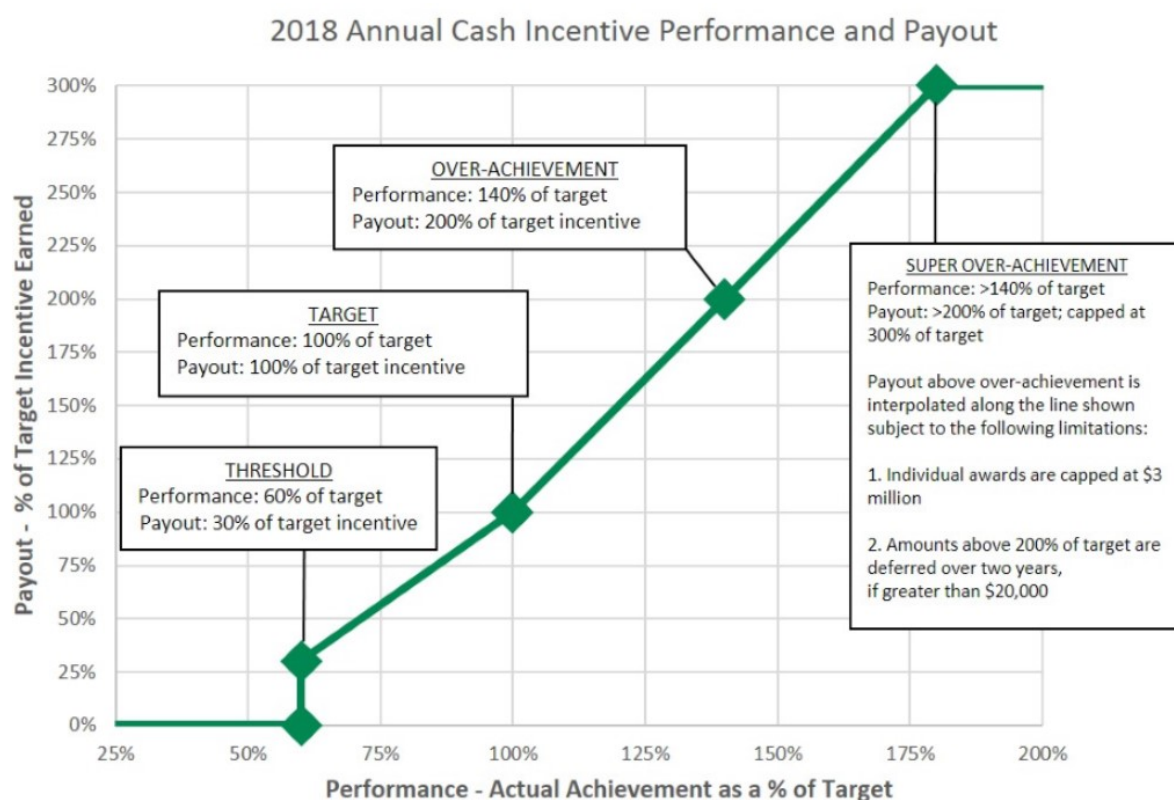 2018 Annual Cash Incentive Performance and Payout
Payout - % of Target Incentive Earned
300%
275%
250%
225%
200%
175%
150%
125%
100%
75%
50%
25%
0%
OVER-ACHIEVEMENT
Performance: 140% of target
Payout: 200% of target incentive
TARGET
Performance: 100% of target
Payout: 100% of target incentive
THRESHOLD
Performance: 60% of target
Payout: 30% of target incentive
SUPER OVER-ACHIEVEMENT
Performance: >140% of target
Payout: >200% of target; capped at
300% of target
Payout above over-achievement is
interpolated along the line shown
subject to the following limitations:
1. Individual awards are capped at $3
million
2. Amounts above 200% of target are
deferred over two years,
if greater than $20,000
25% 50% 75% 100% 125% 150% 175% 200%
Performance - Actual Achievement as a % of Target